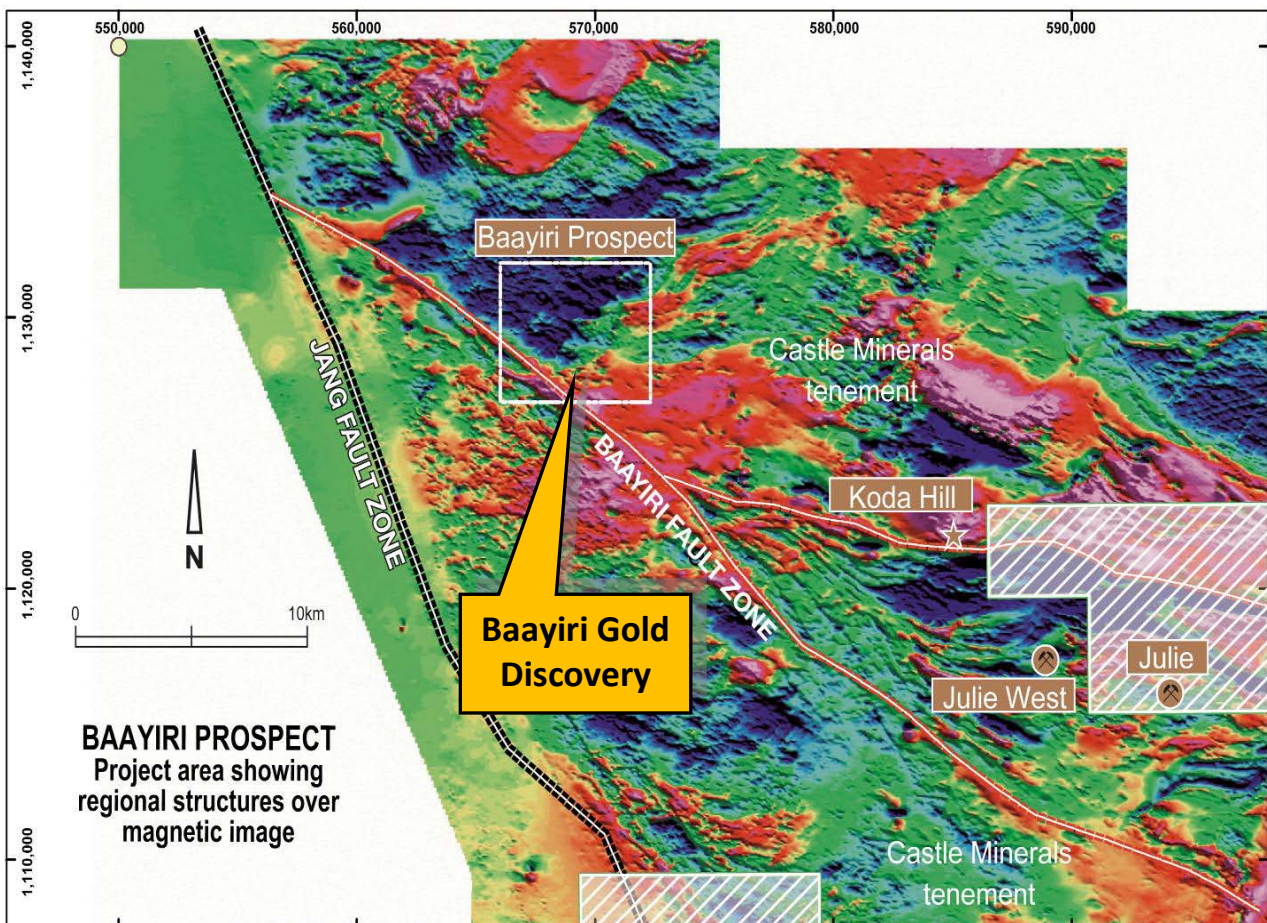 550,000
560,000
570,000
580,000
590,000
1,140,000
1,130,000
1,120,000
1,110,000
Baayiri Prospect
Castle Minerals
tenement
JANG FAULT ZONE
BAAYIRI FAULT ZONE
Koda Hill
N
0
10km
Baayiri Gold
Discovery
Julie
Julie West
BAAYIRI PROSPECT
Project area showing
regional structures over
magnetic image
Castle Minerals
tenement